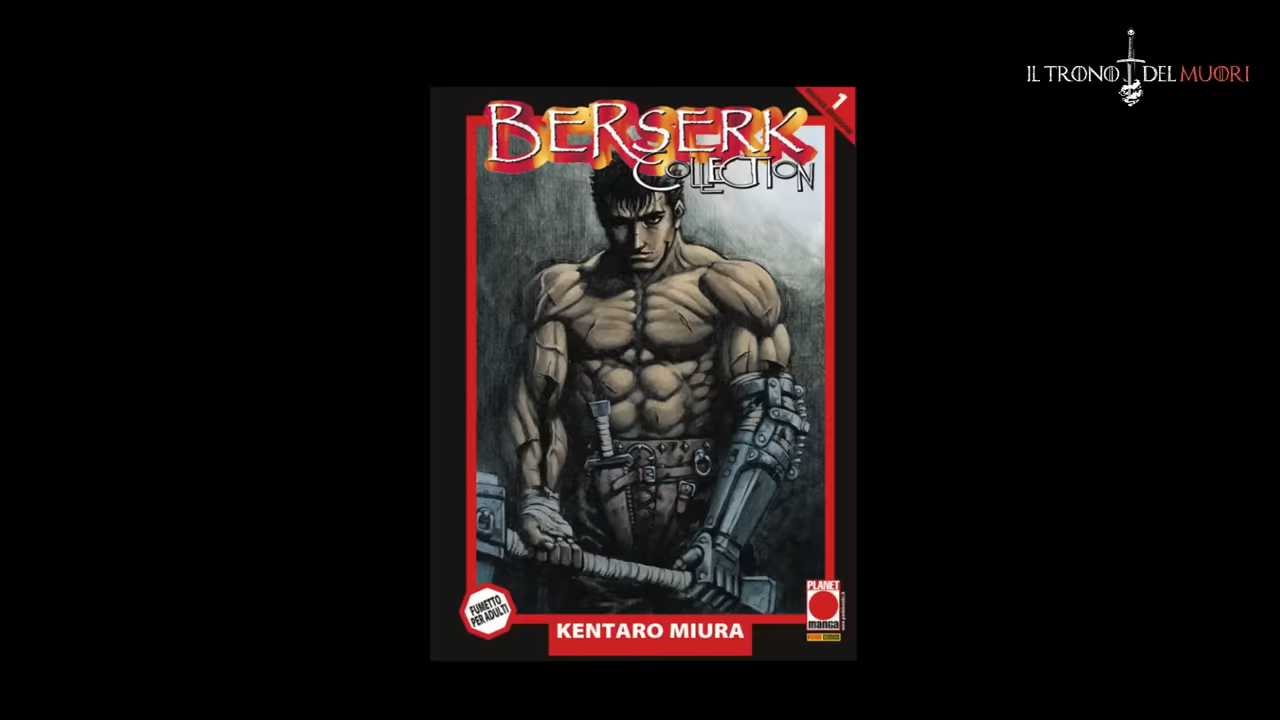 IL TRONO DEL MUORI
1
BERSERK
COLLECTION
FUMETTO
PER ADULTI
KENTARO MIURA
PLANET
manga